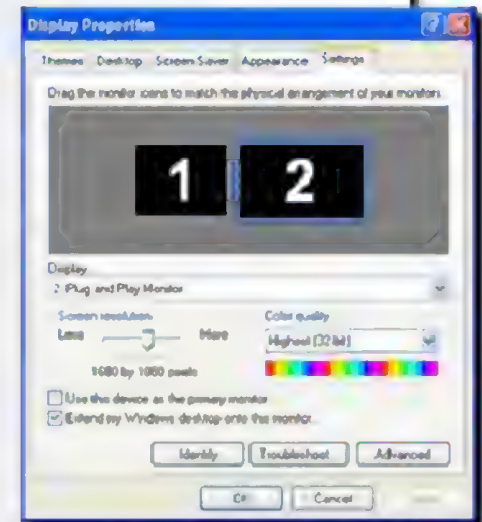 Display Properties
Themes Desktop Screen Saver Appearance Settings
Drag the monitor icons to match the physical arrangement of your monitors.
1 2
Display
2. Plug and Play Monitor
Screen resolution Color quality
Less More Highest (32 bit)
by pixels
Use this device as the primary monitor
Extend my Windows desktop onto this monitor.
Identify Troubleshoot Advanced
OK Cancel